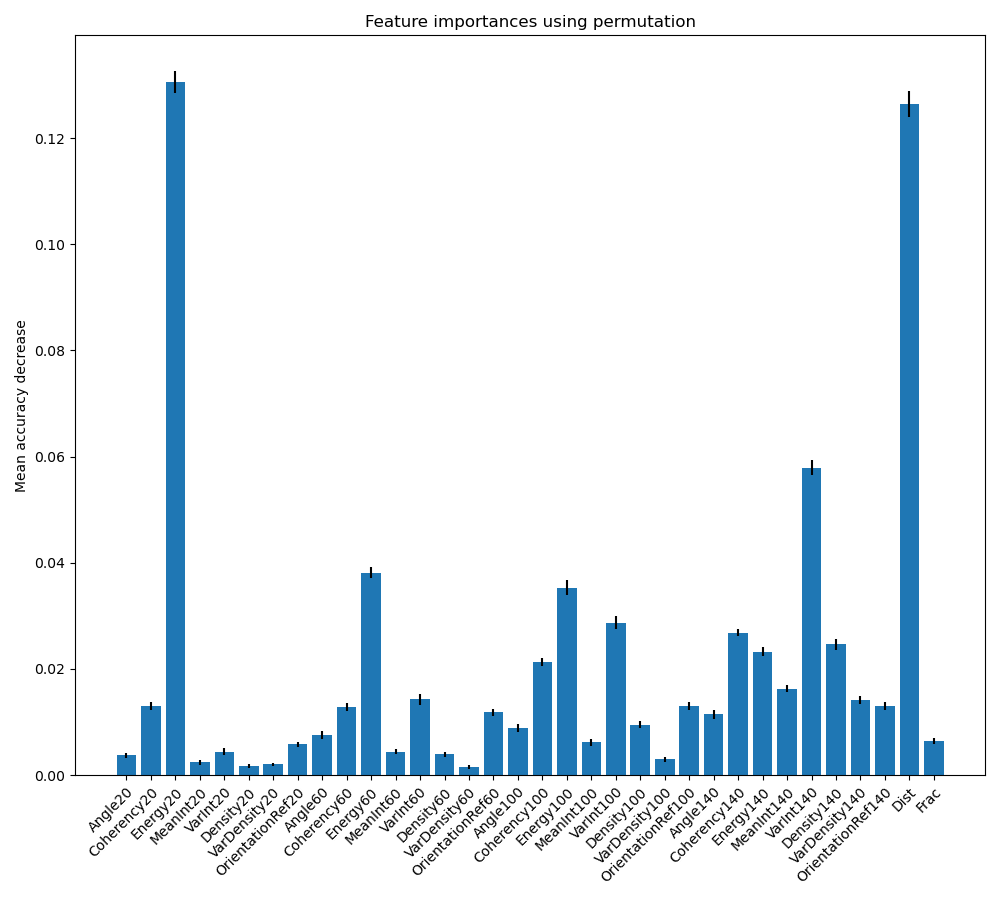 Feature importances using permutation
Mean accuracy decrease
0.12
0.10
0.08
0.06
0.04
0.02
0.00
Angle20
Coherency20
Energy20
MeanInt20
VarInt20
Density20
VarDensity20
OrientationRef20
Angle60
Coherency60
Energy60
MeanInt60
VarInt60
Density60
VarDensity60
OrientationRef60
Angle100
Coherency100
Energy100
MeanInt100
VarInt100
Density100
VarDensity100
OrientationRef100
Angle140
Coherency140
Energy140
MeanInt140
VarInt140
Density140
VarDensity140
OrientationRef140
Dist
Frac